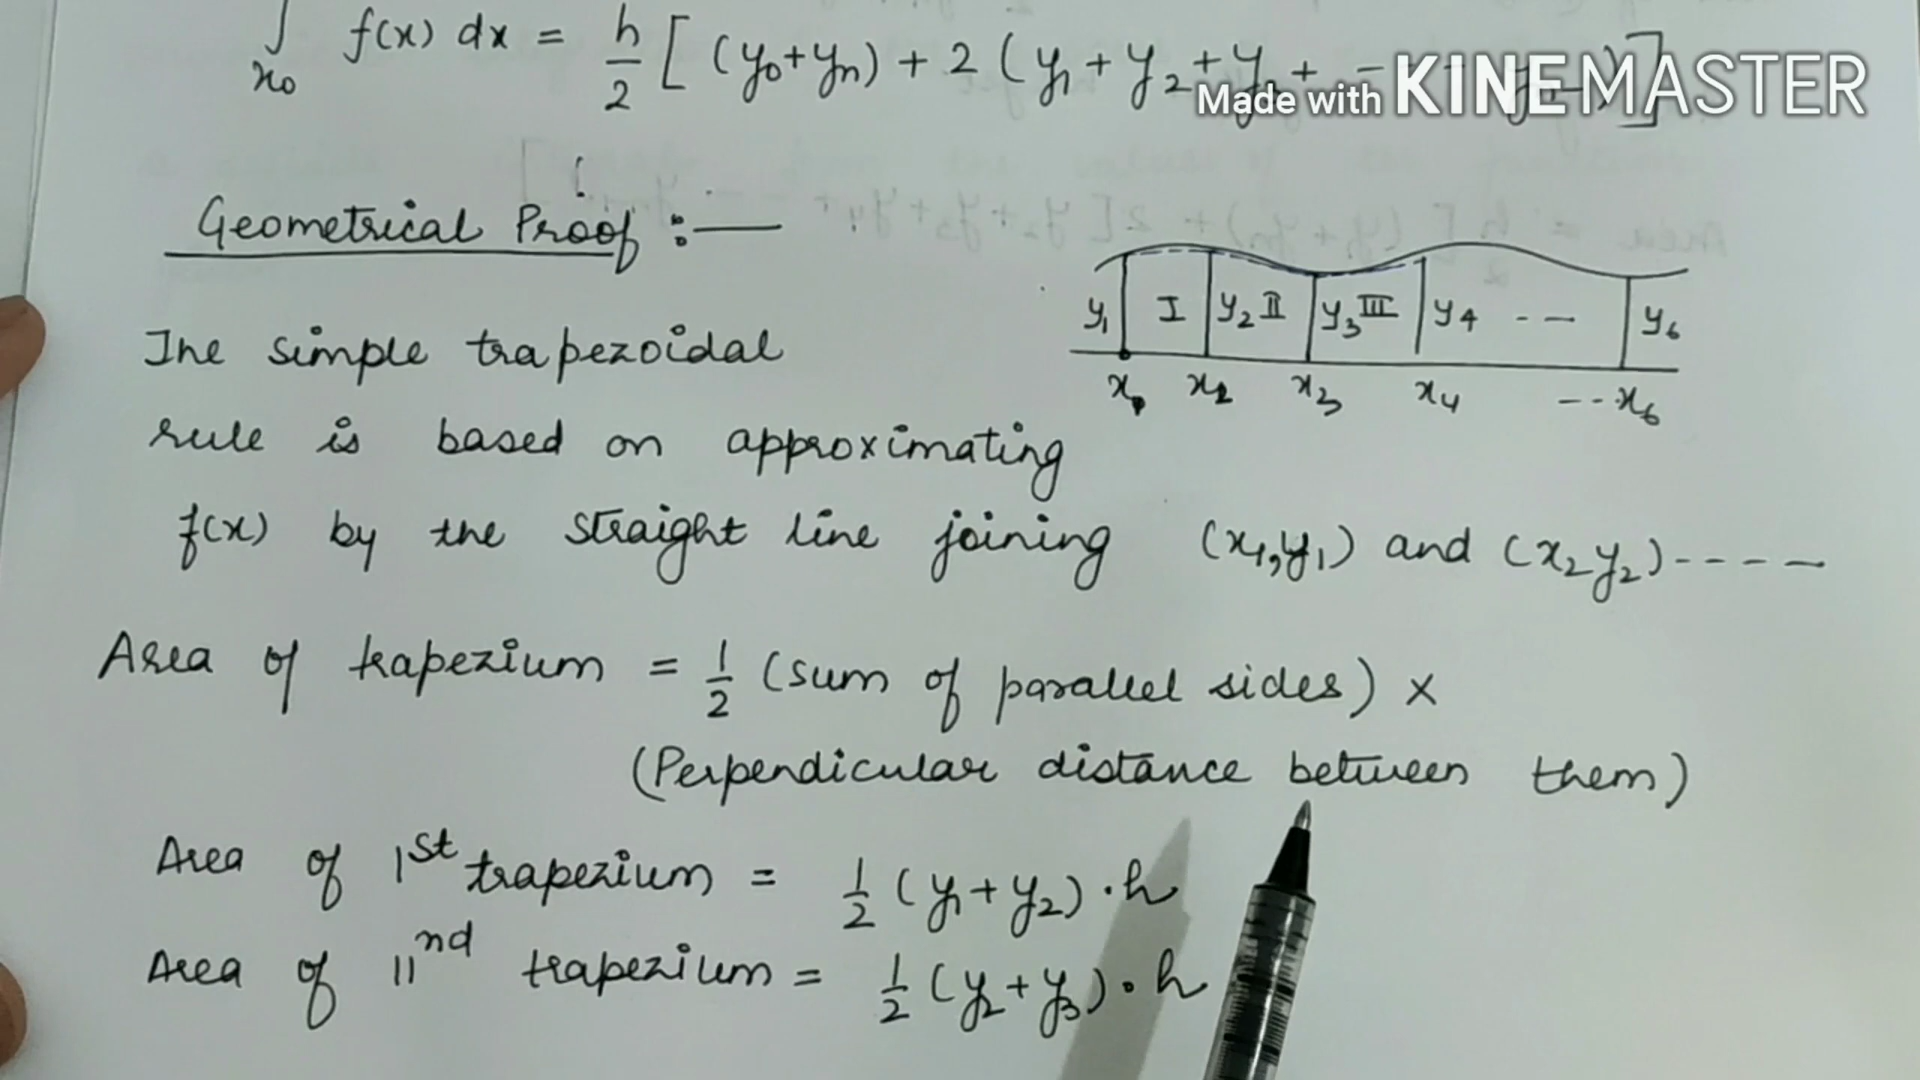 ∫ f(x) dx = h/2 [ (y₀+yₙ) + 2 ( y₁ + y₂ + y₃ + - - ) ]
x₀
Made with KINEMASTER
Geometrical Proof :—
y₁ I y₂ II y₃ III y₄ - - y₆
x₁ x₂ x₃ x₄ --- x₆
The simple trapezoidal
rule is based on approximating
f(x) by the straight line joining (x₁,y₁) and (x₂ y₂) - - - -
Area of trapezium = 1/2 (sum of parallel sides) ×
(Perpendicular distance between them)
Area of 1st trapezium = 1/2 (y₁+y₂)·h
Area of IInd trapezium = 1/2 (y₂+y₃)·h